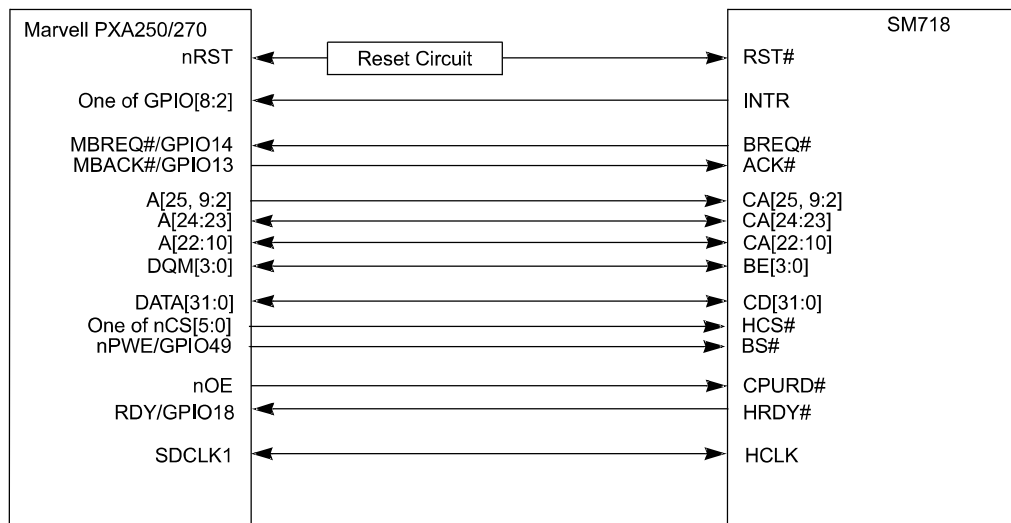 Marvell PXA250/270
SM718
nRST Reset Circuit RST#
One of GPIO[8:2] INTR
MBREQ#/GPIO14 BREQ#
MBACK#/GPIO13 ACK#
A[25, 9:2] CA[25, 9:2]
A[24:23] CA[24:23]
A[22:10] CA[22:10]
DQM[3:0] BE[3:0]
DATA[31:0] CD[31:0]
One of nCS[5:0] HCS#
nPWE/GPIO49 BS#
nOE CPURD#
RDY/GPIO18 HRDY#
SDCLK1 HCLK